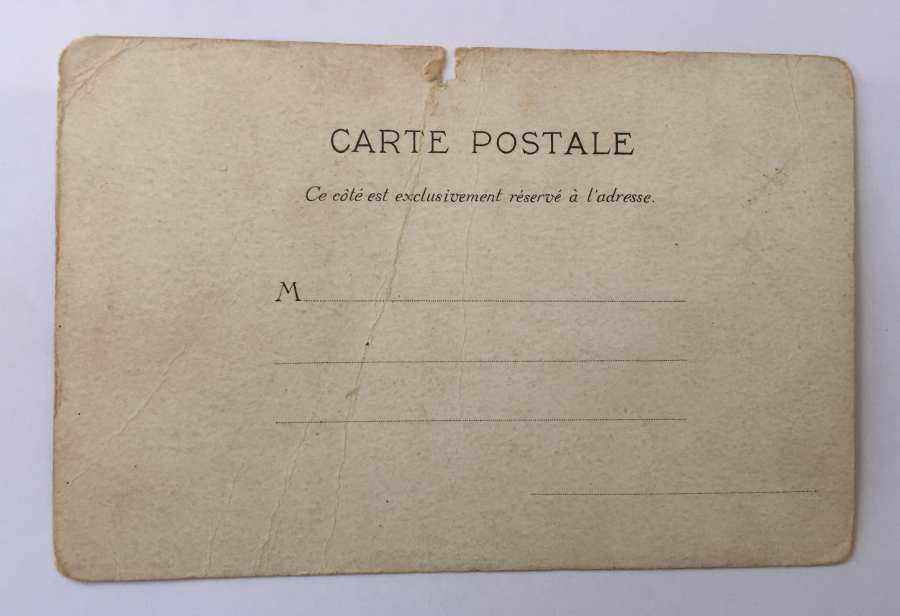 CARTE POSTALE
Ce côté est exclusivement réservé à l'adresse.
M